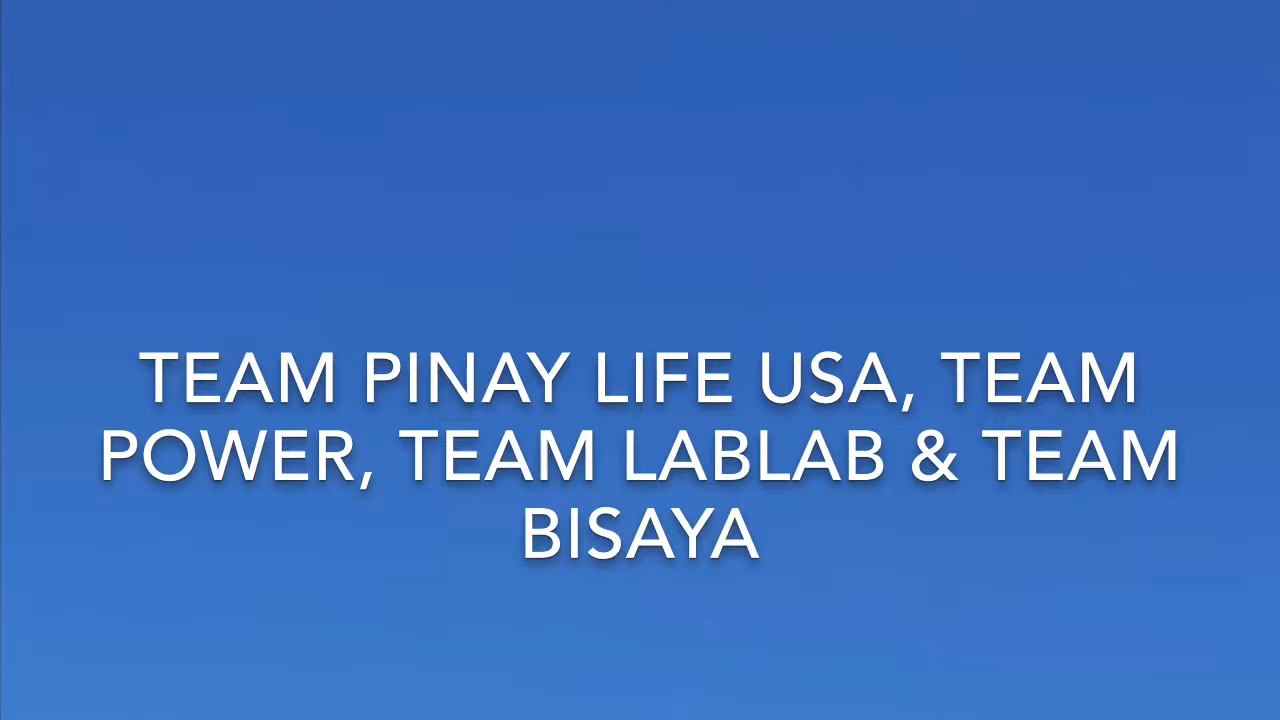 TEAM PINAY LIFE USA, TEAM
POWER, TEAM LABLAB & TEAM
BISAYA